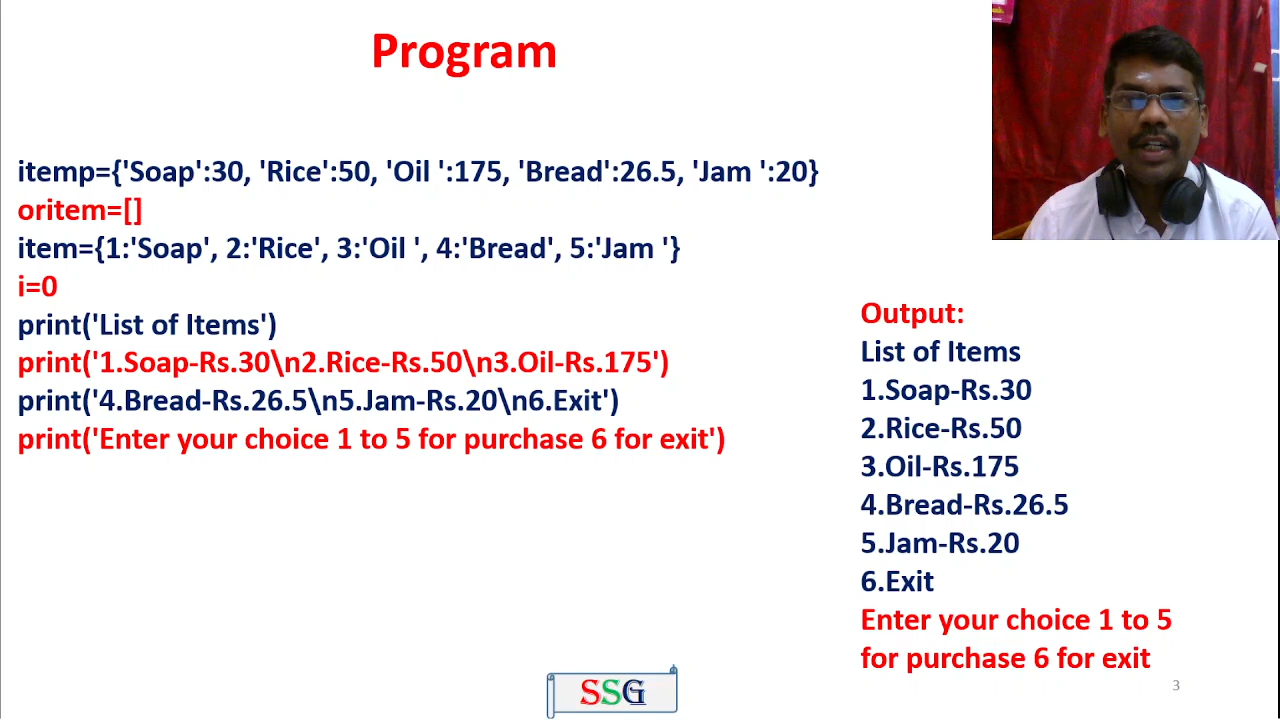 Program
itemp={'Soap':30, 'Rice':50, 'Oil ':175, 'Bread':26.5, 'Jam ':20}
oritem=[]
item={1:'Soap', 2:'Rice', 3:'Oil ', 4:'Bread', 5:'Jam '}
i=0
print('List of Items')
print('1.Soap-Rs.30\n2.Rice-Rs.50\n3.Oil-Rs.175')
print('4.Bread-Rs.26.5\n5.Jam-Rs.20\n6.Exit')
print('Enter your choice 1 to 5 for purchase 6 for exit')
Output:
List of Items
1.Soap-Rs.30
2.Rice-Rs.50
3.Oil-Rs.175
4.Bread-Rs.26.5
5.Jam-Rs.20
6.Exit
Enter your choice 1 to 5
for purchase 6 for exit
SSG
3